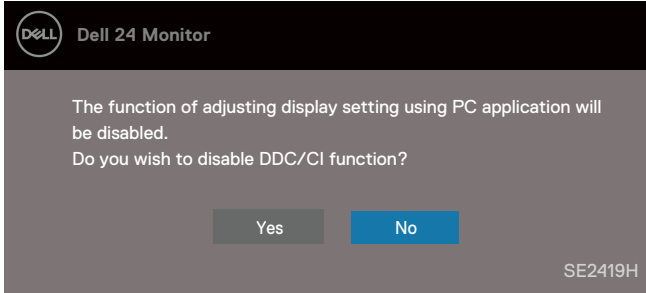 DELL
Dell 24 Monitor
The function of adjusting display setting using PC application will
be disabled.
Do you wish to disable DDC/CI function?
Yes
No
SE2419H